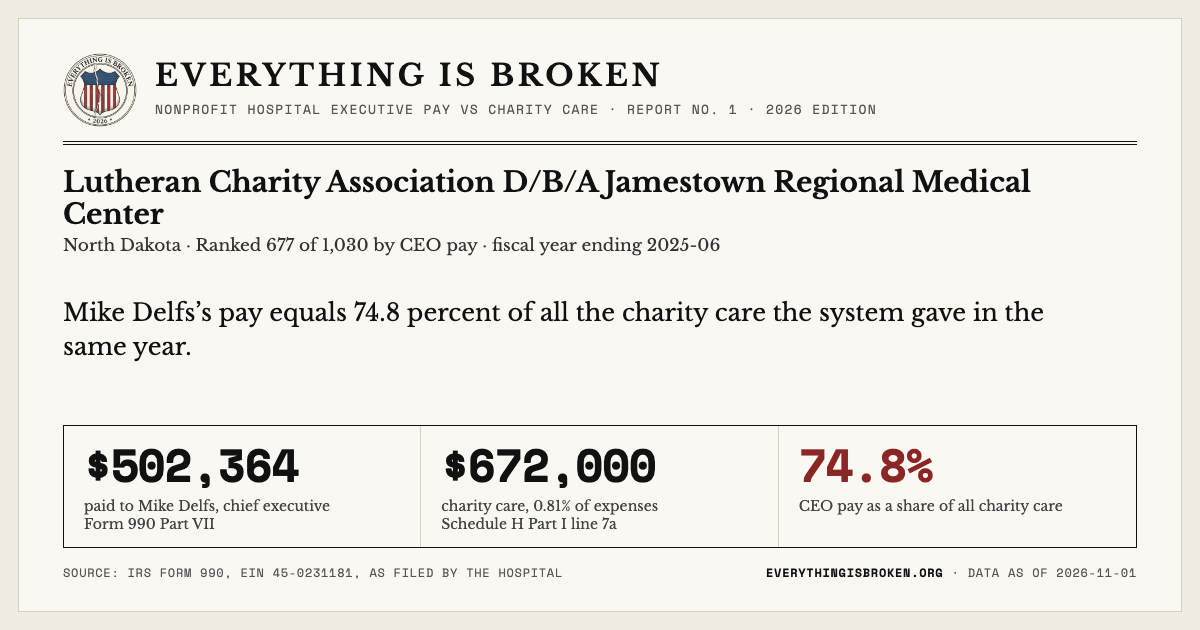 EVERYTHING IS BROKEN
2026
EVERYTHING IS BROKEN
NONPROFIT HOSPITAL EXECUTIVE PAY VS CHARITY CARE · REPORT NO. 1 · 2026 EDITION
Lutheran Charity Association D/B/A Jamestown Regional Medical
Center
North Dakota · Ranked 677 of 1,030 by CEO pay · fiscal year ending 2025-06
Mike Delfs’s pay equals 74.8 percent of all the charity care the system gave in the
same year.
$502,364
paid to Mike Delfs, chief executive
Form 990 Part VII
$672,000
charity care, 0.81% of expenses
Schedule H Part I line 7a
74.8%
CEO pay as a share of all charity care
SOURCE: IRS FORM 990, EIN 45-0231181, AS FILED BY THE HOSPITAL
EVERYTHINGISBROKEN.ORG · DATA AS OF 2026-11-01